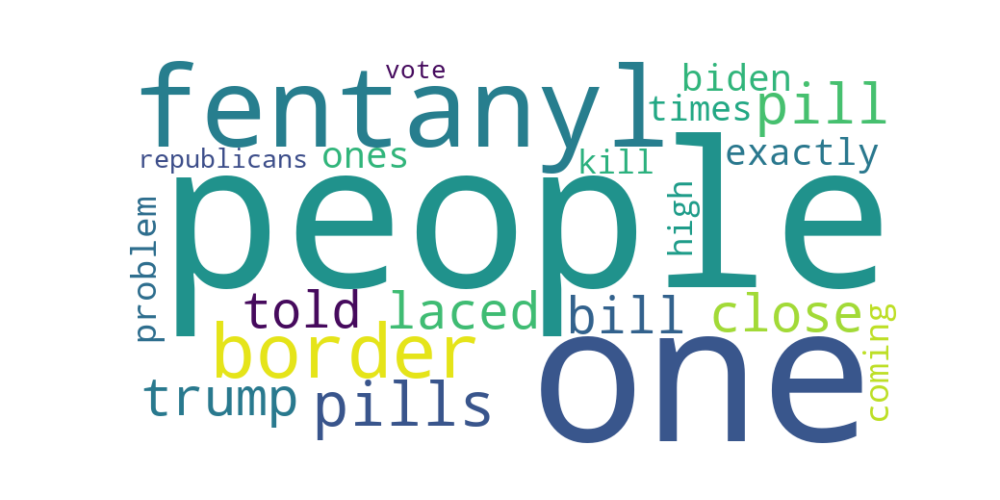 vote
biden
fentanyl
times
pill
republicans
ones
kill
exactly
people
high
problem
told
laced
bill
close
coming
border
one
trump
pills